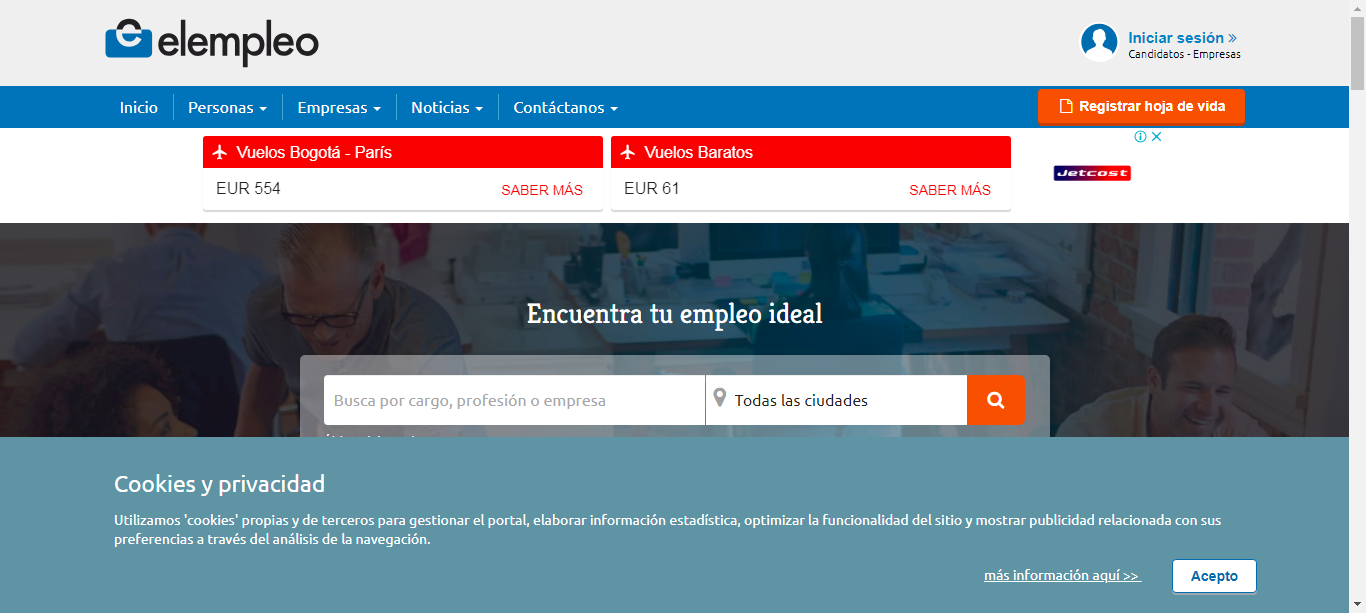 elempleo
Iniciar sesión »
Candidatos - Empresas
Inicio
Personas
Empresas
Noticias
Contáctanos
Registrar hoja de vida
Vuelos Bogotá - París
EUR 554
SABER MÁS
Vuelos Baratos
EUR 61
SABER MÁS
Jetcost
Encuentra tu empleo ideal
Busca por cargo, profesión o empresa
Todas las ciudades
Cookies y privacidad
Utilizamos 'cookies' propias y de terceros para gestionar el portal, elaborar información estadística, optimizar la funcionalidad del sitio y mostrar publicidad relacionada con sus
preferencias a través del análisis de la navegación.
más información aquí >>
Acepto